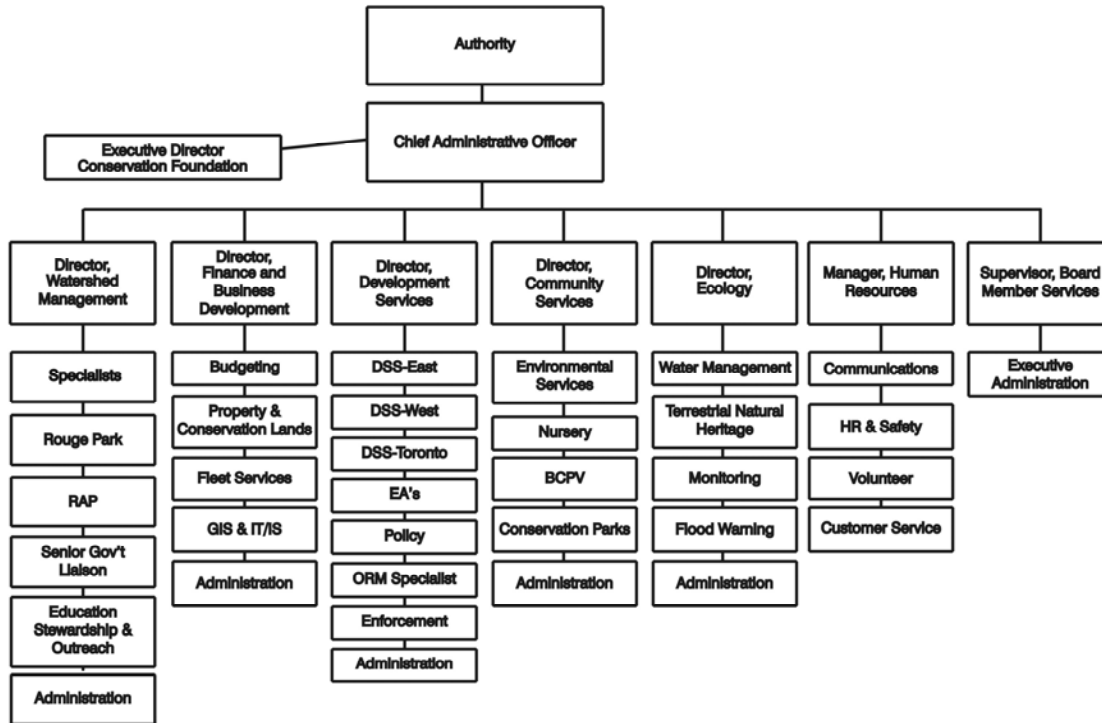 Authority
Chief Administrative Officer
Executive Director
Conservation Foundation
Director,
Watershed
Management
Specialists
Rouge Park
RAP
Senior Gov't
Liaison
Education
Stewardship &
Outreach
Administration
Director,
Finance and
Business
Development
Budgeting
Property &
Conservation Lands
Fleet Services
GIS & IT/IS
Administration
Director,
Development
Services
DSS-East
DSS-West
DSS-Toronto
EA's
Policy
ORM Specialist
Enforcement
Administration
Director,
Community
Services
Environmental
Services
Nursery
BCPV
Conservation Parks
Administration
Director,
Ecology
Water Management
Terrestrial Natural
Heritage
Monitoring
Flood Warning
Administration
Manager, Human
Resources
Communications
HR & Safety
Volunteer
Customer Service
Supervisor, Board
Member Services
Executive
Administration